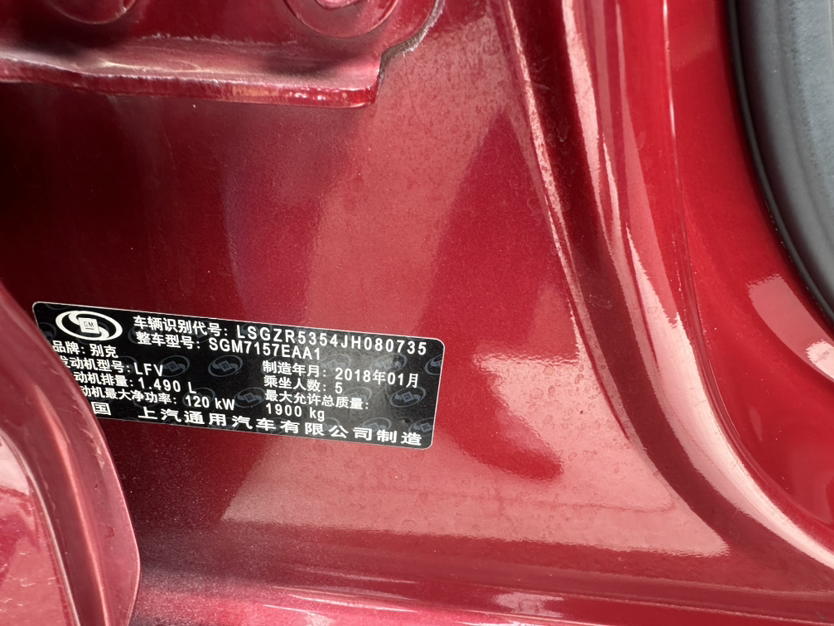 GM
车辆识别代号: LSGZR5354JH080735
整车型号: SGM7157EAA1
品牌: 别克
发动机型号: LFV 制造年月: 2018年01月
动机排量: 1.490 L 乘坐人数: 5
机最大净功率: 120 kW 最大允许总质量: 1900 kg
国 上汽通用汽车有限公司制造